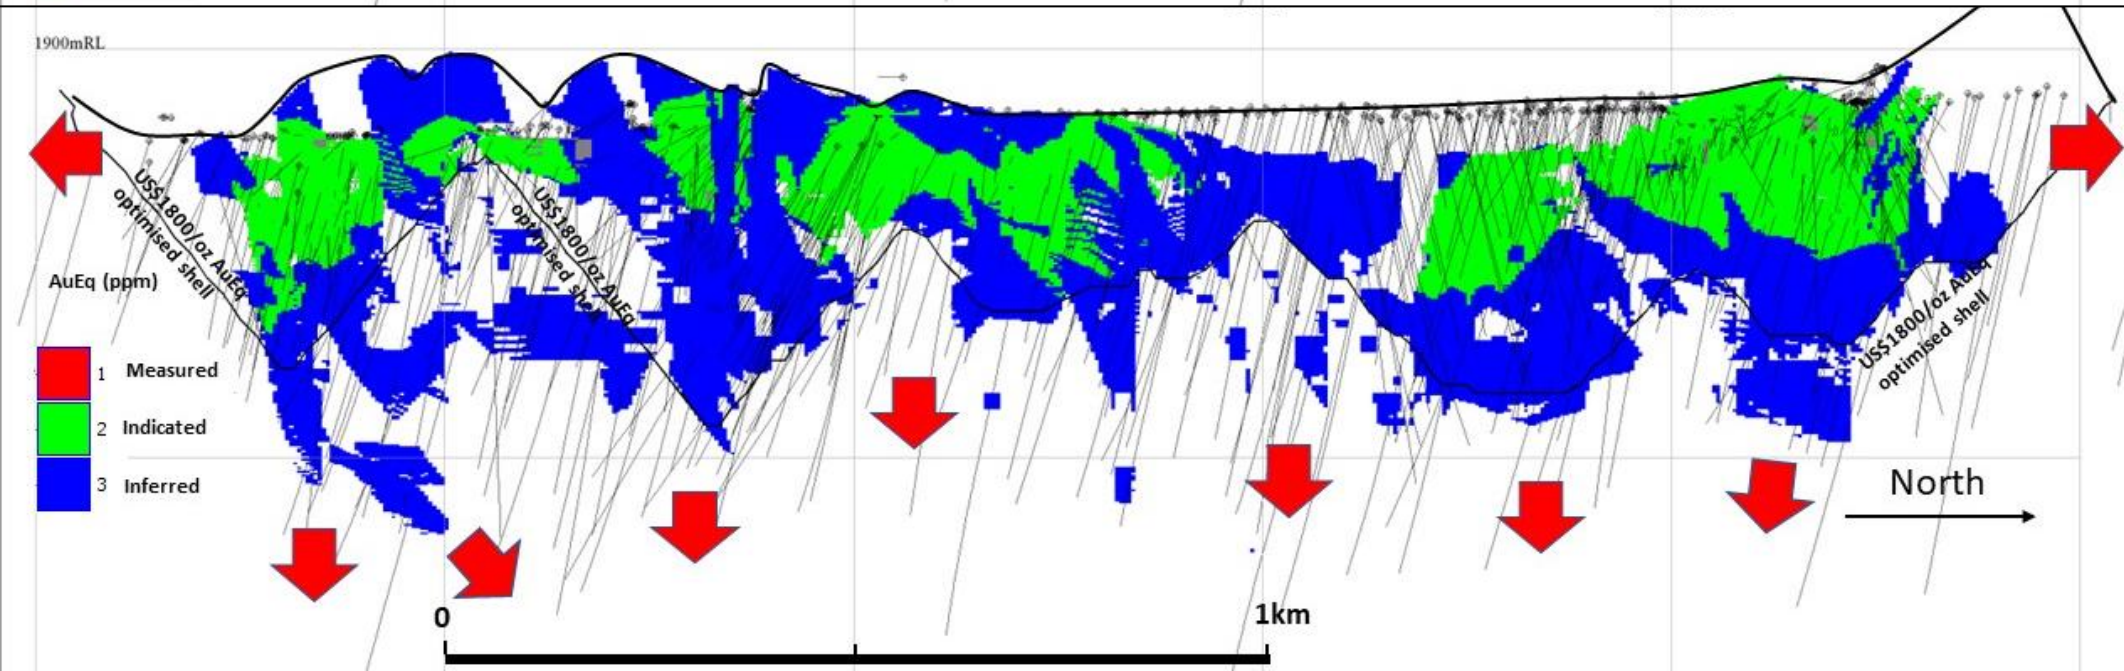 1900mRL
US$1800/oz AuEq
optimised shell
US$1800/oz AuEq
optimised shell
US$1800/oz AuEq
optimised shell
AuEq (ppm)
1 Measured
2 Indicated
3 Inferred
North
0
1km